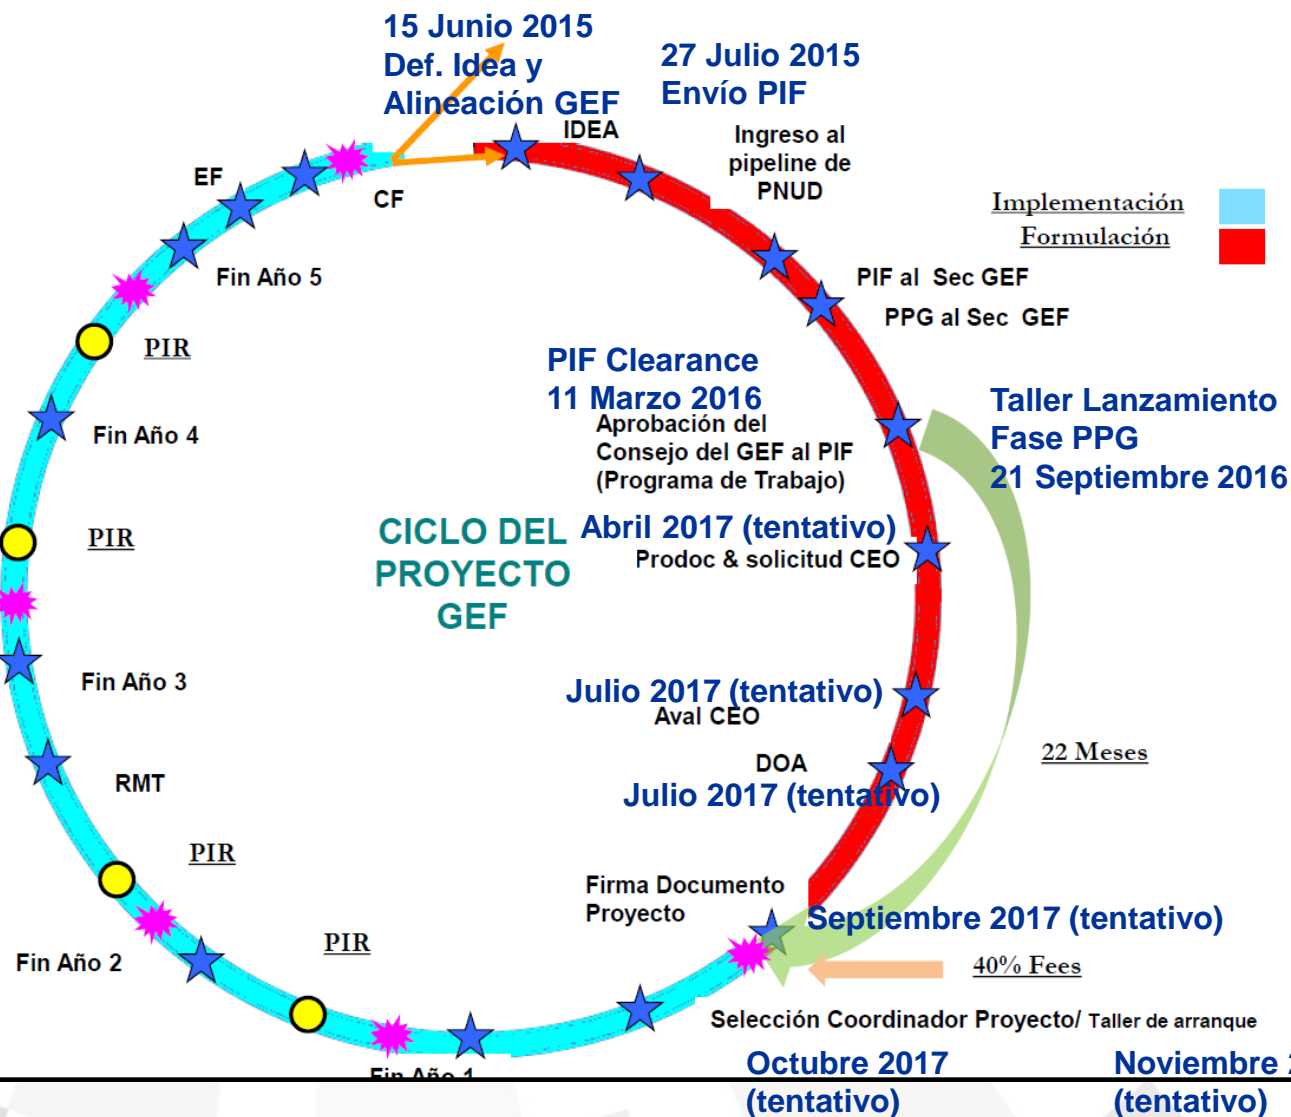 15 Junio 2015
Def. Idea y
Alineación GEF
27 Julio 2015
Envío PIF
IDEA
Ingreso al
pipeline de
PNUD
EF
CF
Implementación
Formulación
Fin Año 5
PIF al Sec GEF
PPG al Sec GEF
PIR
PIF Clearance
11 Marzo 2016
Aprobación del
Consejo del GEF al PIF
(Programa de Trabajo)
Taller Lanzamiento
Fase PPG
21 Septiembre 2016
Fin Año 4
PIR
CICLO DEL
PROYECTO
GEF
Abril 2017 (tentativo)
Prodoc & solicitud CEO
Fin Año 3
Julio 2017 (tentativo)
Aval CEO
22 Meses
DOA
Julio 2017 (tentativo)
RMT
PIR
Firma Documento
Proyecto
Septiembre 2017 (tentativo)
PIR
Fin Año 2
40% Fees
Selección Coordinador Proyecto/ Taller de arranque
Fin Año 1
Octubre 2017
(tentativo)
Noviembre
(tentativo)